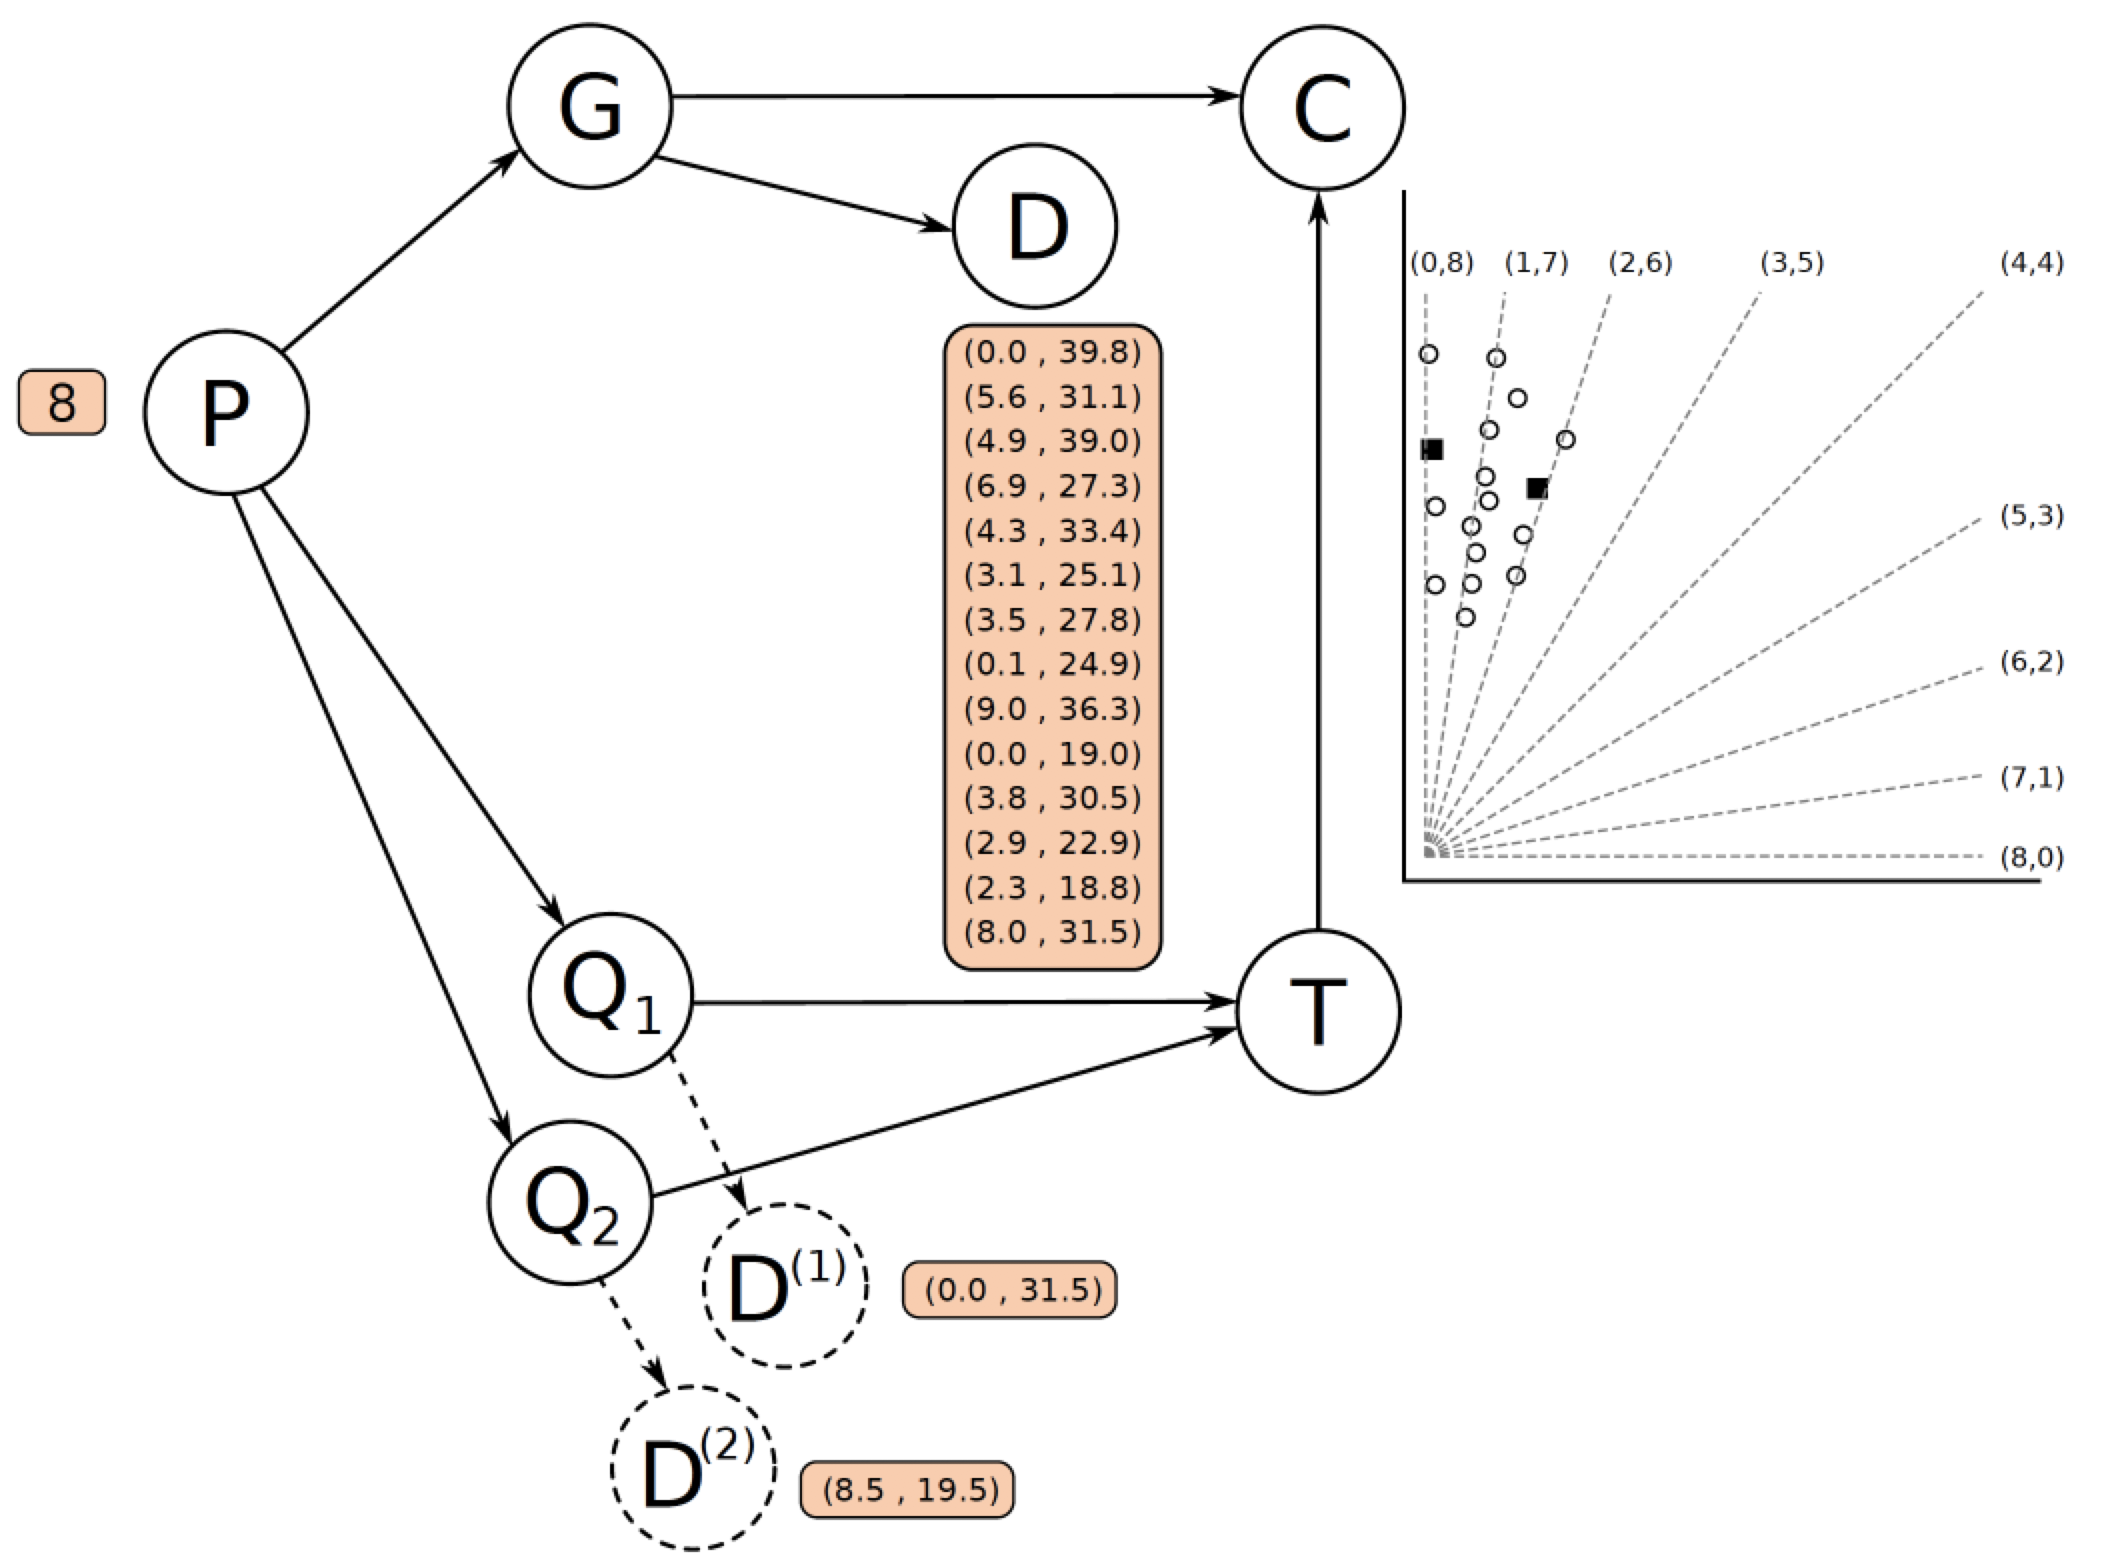 G
C
D
P
8
(0.0 , 39.8)
(5.6 , 31.1)
(4.9 , 39.0)
(6.9 , 27.3)
(4.3 , 33.4)
(3.1 , 25.1)
(3.5 , 27.8)
(0.1 , 24.9)
(9.0 , 36.3)
(0.0 , 19.0)
(3.8 , 30.5)
(2.9 , 22.9)
(2.3 , 18.8)
(8.0 , 31.5)
(0,8) (1,7) (2,6) (3,5) (4,4)
(5,3)
(6,2)
(7,1)
(8,0)
Q1
T
Q2
D(1)
(0.0 , 31.5)
D(2)
(8.5 , 19.5)